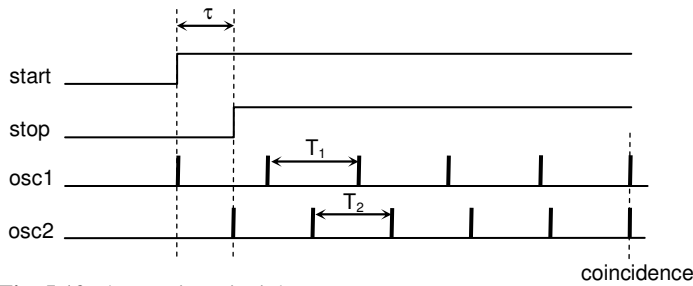 τ
start
stop
T1
osc1
T2
osc2
coincidence